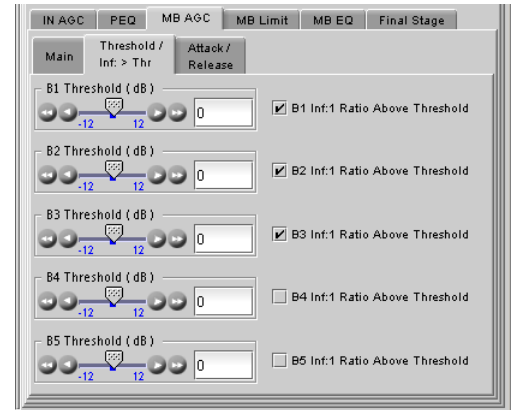 IN AGC PEQ MB AGC MB Limit MB EQ Final Stage
Main Threshold / Inf: > Thr Attack / Release
B1 Threshold ( dB )
-12 12 0 B1 Inf:1 Ratio Above Threshold
B2 Threshold ( dB )
-12 12 0 B2 Inf:1 Ratio Above Threshold
B3 Threshold ( dB )
-12 12 0 B3 Inf:1 Ratio Above Threshold
B4 Threshold ( dB )
-12 12 0 B4 Inf:1 Ratio Above Threshold
B5 Threshold ( dB )
-12 12 0 B5 Inf:1 Ratio Above Threshold